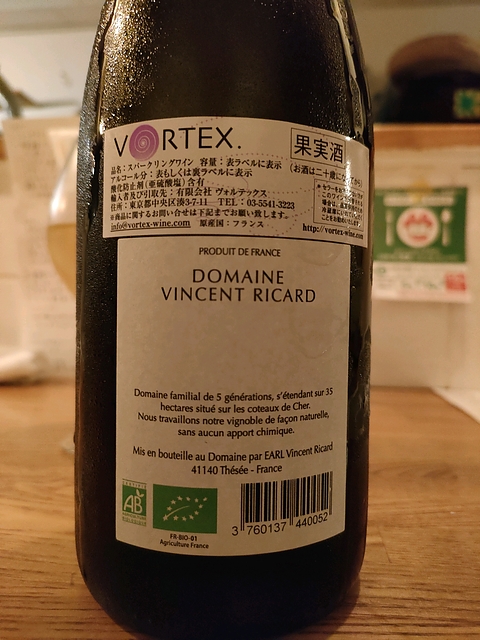 VORTEX.
果実酒
品名：スパークリングワイン 容量：表ラベルに表示
アルコール分：表もしくは裏ラベルに表示
酸化防止剤(亜硫酸塩)含有
輸入者及び引取先：有限会社 ヴォルテックス
住所：東京都中央区湊3-7-11 TEL：03-5541-3223
※商品に関するお問い合せは下記までお願い致します。
info@vortex-wine.com 原産国：フランス
(お酒は二十歳に
http://vortex-wine.com
PRODUIT DE FRANCE
DOMAINE
VINCENT RICARD
Domaine familial de 5 générations, s'étendant sur 35
hectares situé sur les coteaux de Cher.
Nous travaillons notre vignoble de façon naturelle,
sans aucun apport chimique.
Mis en bouteille au Domaine par EARL Vincent Ricard
41140 Thésée - France
AB
FR-BIO-01
Agriculture France
3 760137 440052